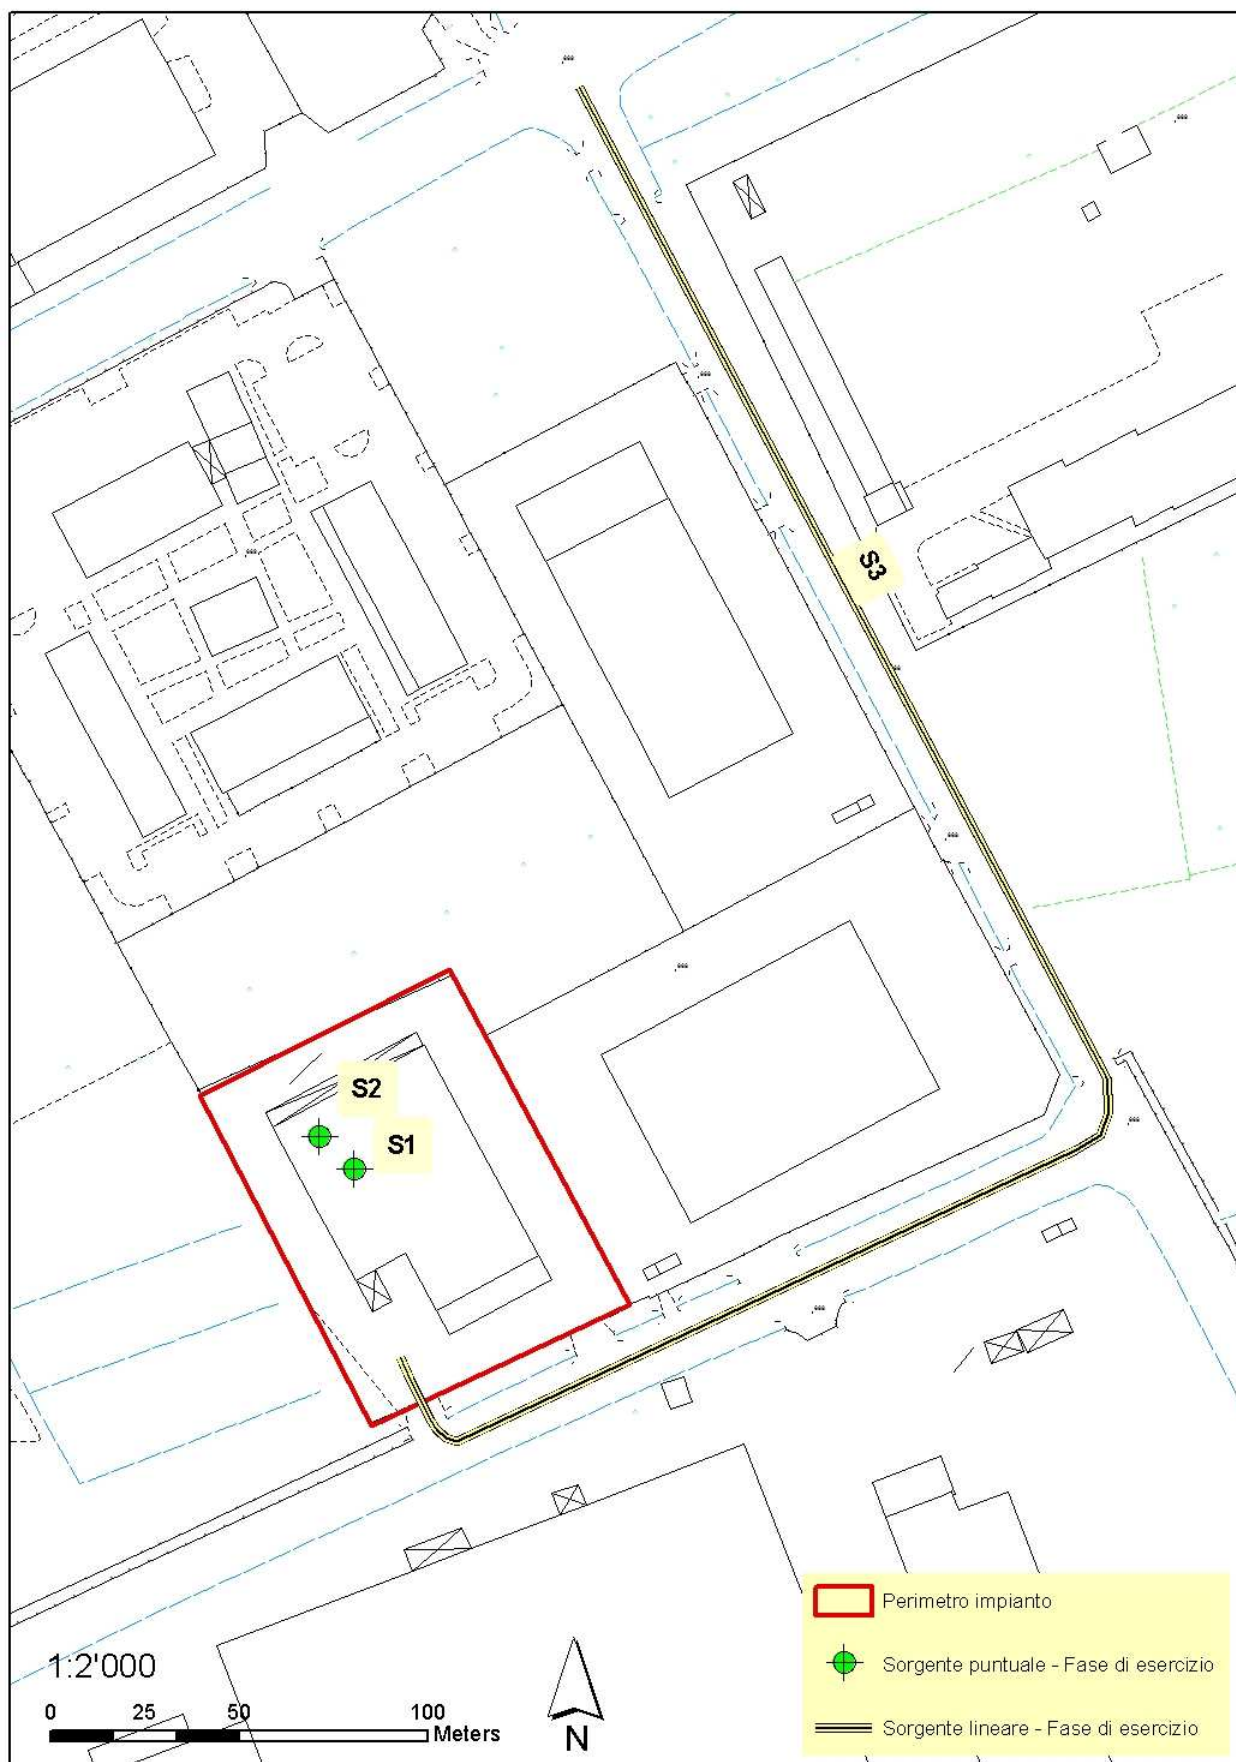 S3
S2
S1
Perimetro impianto
Sorgente puntuale - Fase di esercizio
Sorgente lineare - Fase di esercizio
1:2'000
0 25 50 100
Meters
N